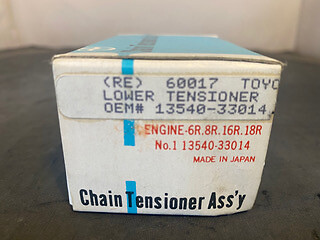 Tensioner
(RE) 60017 TOYO
LOWER TENSIONER
OEM# 13540-33014
ENGINE-6R.8R.16R.18R
No.1 13540-33014
MADE IN JAPAN
Chain Tensioner Ass'y